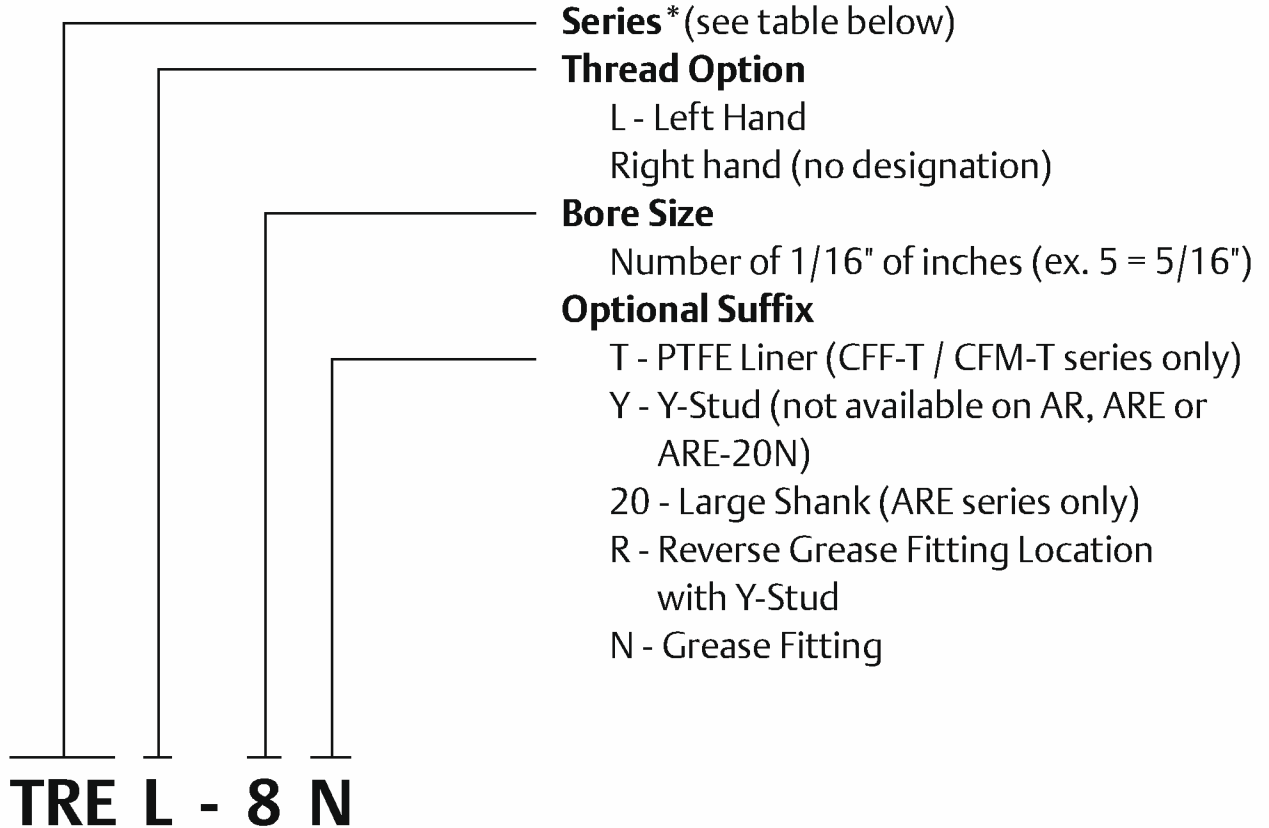 Series*(see table below)
Thread Option
L - Left Hand
Right hand (no designation)
Bore Size
Number of 1/16" of inches (ex. 5 = 5/16")
Optional Suffix
T - PTFE Liner (CFF-T / CFM-T series only)
Y - Y-Stud (not available on AR, ARE or
ARE-20N)
20 - Large Shank (ARE series only)
R - Reverse Grease Fitting Location
with Y-Stud
N - Grease Fitting
TRE L - 8 N